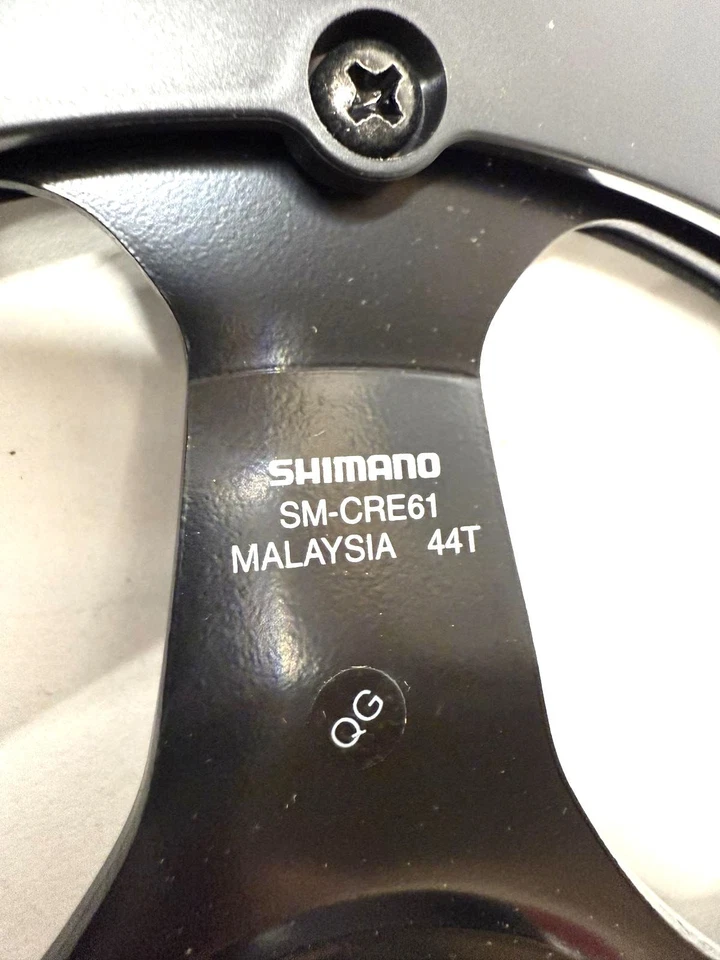 SHIMANO
SM-CRE61
MALAYSIA 44T
QG